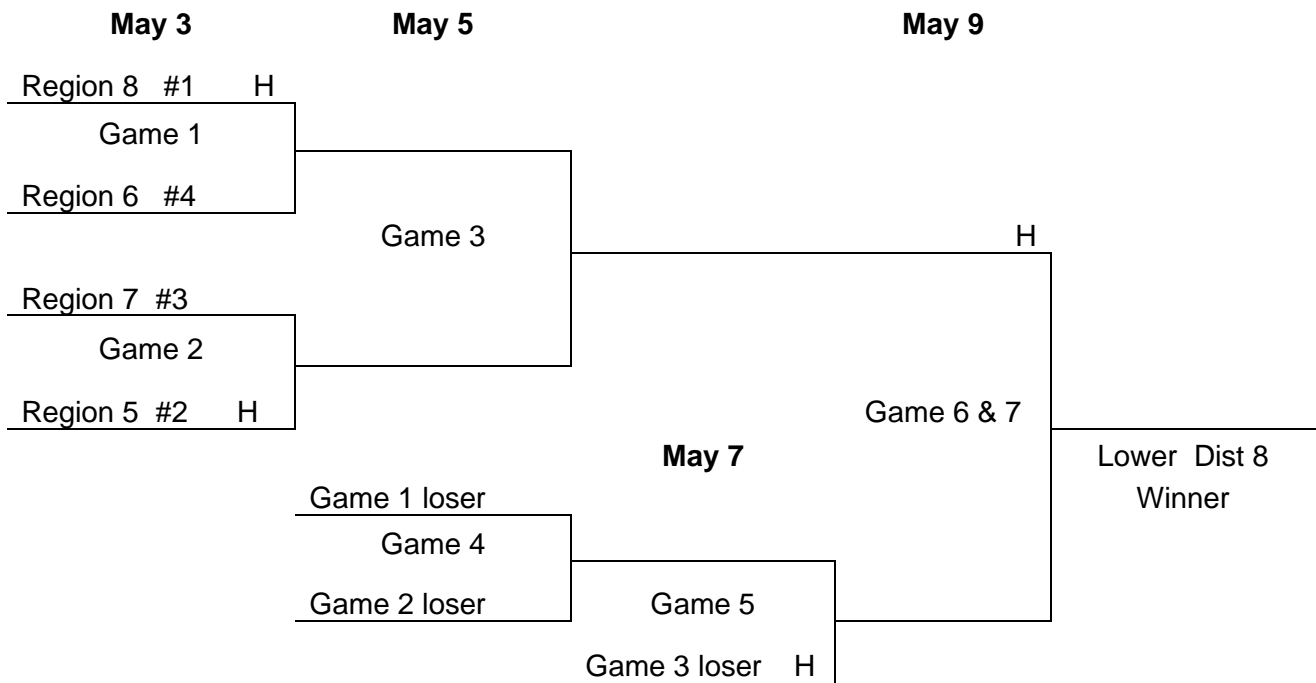 May 3 May 5 May 9
Region 8 #1 H
Game 1
Region 6 #4
Game 3 H
Region 7 #3
Game 2
Region 5 #2 H Game 6 & 7
May 7 Lower Dist 8
Game 1 loser Winner
Game 4
Game 2 loser Game 5
Game 3 loser H